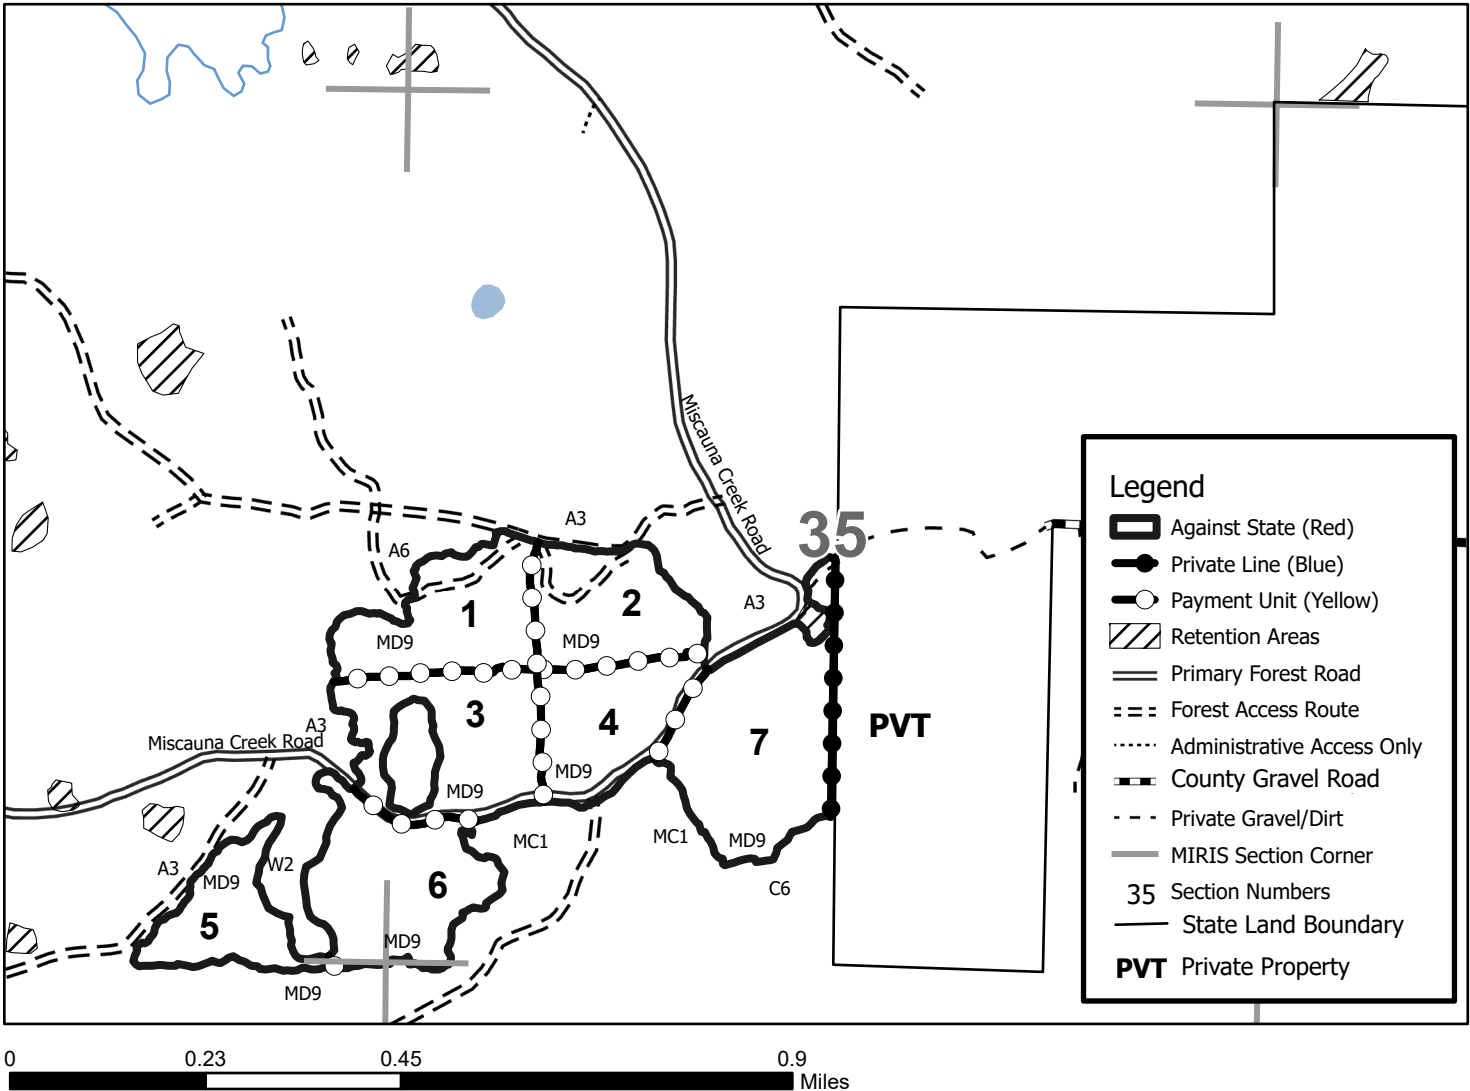 Miscauna Creek Road
35
A3
A6
1
2
A3
MD9
MD9
3
4
A3
Miscauna Creek Road
7
PVT
MD9
MD9
MC1
MC1
MD9
A3
MD9
W2
6
C6
5
MD9
MD9
Legend
Against State (Red)
Private Line (Blue)
Payment Unit (Yellow)
Retention Areas
Primary Forest Road
Forest Access Route
Administrative Access Only
County Gravel Road
Private Gravel/Dirt
MIRIS Section Corner
35 Section Numbers
State Land Boundary
PVT Private Property
0 0.23 0.45 0.9
Miles